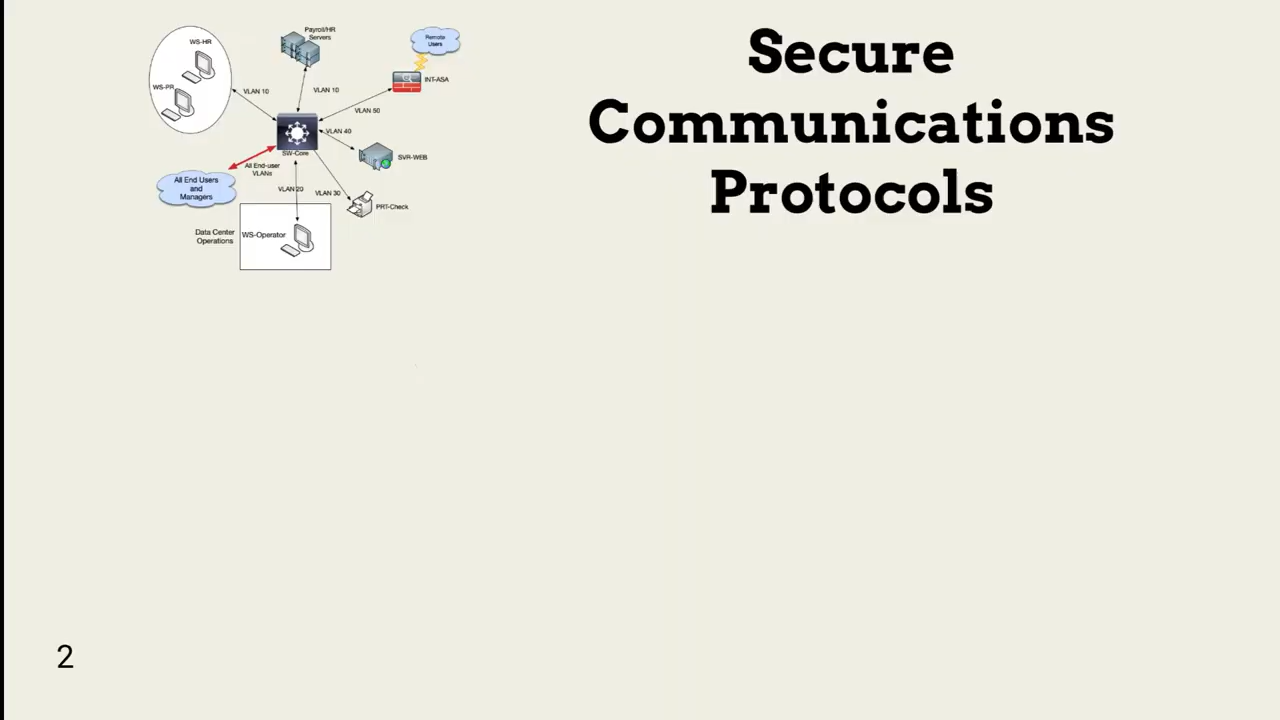 Secure
Communications
Protocols
WS-HR
WS-PR
Payroll/HR
Servers
Remote
Users
INT-ASA
VLAN 10
VLAN 10
VLAN 50
VLAN 40
SVR-WEB
SW-Core
All End-user
VLANs
All End Users
and
Managers
VLAN 20
VLAN 30
PRT-Check
Data Center
Operations
WS-Operator
2